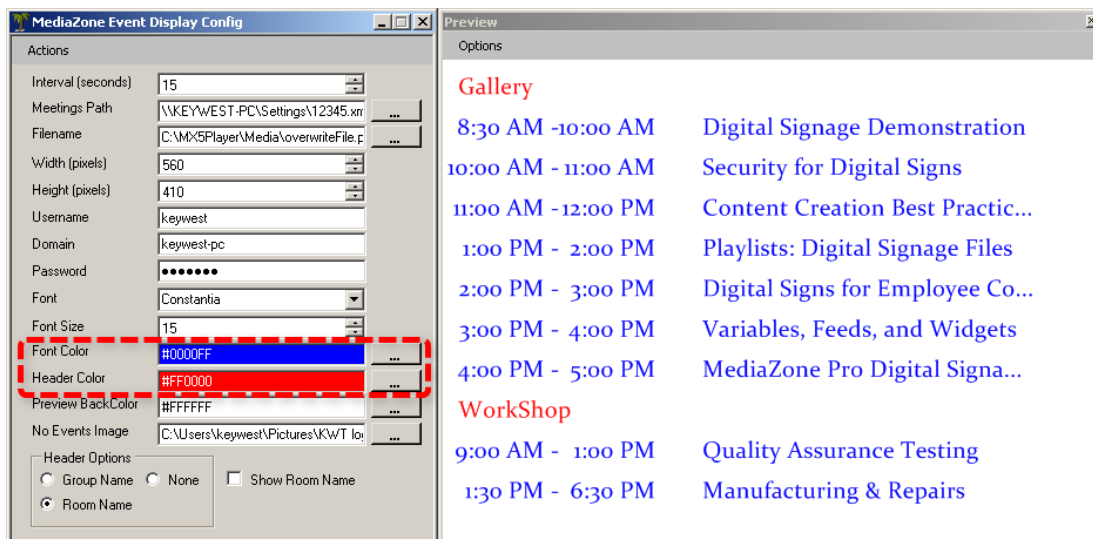 MediaZone Event Display Config
Actions
Interval (seconds) 15
Meetings Path \\KEYWEST-PC\Settings\12345.xm ...
Filename C:\MX5Player\Media\overwriteFile.p ...
Width (pixels) 560
Height (pixels) 410
Username keywest
Domain keywest-pc
Password •••••••
Font Constantia
Font Size 15
Font Color #0000FF ...
Header Color #FF0000 ...
Preview BackColor #FFFFFF ...
No Events Image C:\Users\keywest\Pictures\KWT log ...
Header Options
Group Name None Show Room Name
Room Name
Preview
Options
Gallery
8:30 AM -10:00 AM Digital Signage Demonstration
10:00 AM - 11:00 AM Security for Digital Signs
11:00 AM -12:00 PM Content Creation Best Practic...
1:00 PM - 2:00 PM Playlists: Digital Signage Files
2:00 PM - 3:00 PM Digital Signs for Employee Co...
3:00 PM - 4:00 PM Variables, Feeds, and Widgets
4:00 PM - 5:00 PM MediaZone Pro Digital Signa...
WorkShop
9:00 AM - 1:00 PM Quality Assurance Testing
1:30 PM - 6:30 PM Manufacturing & Repairs